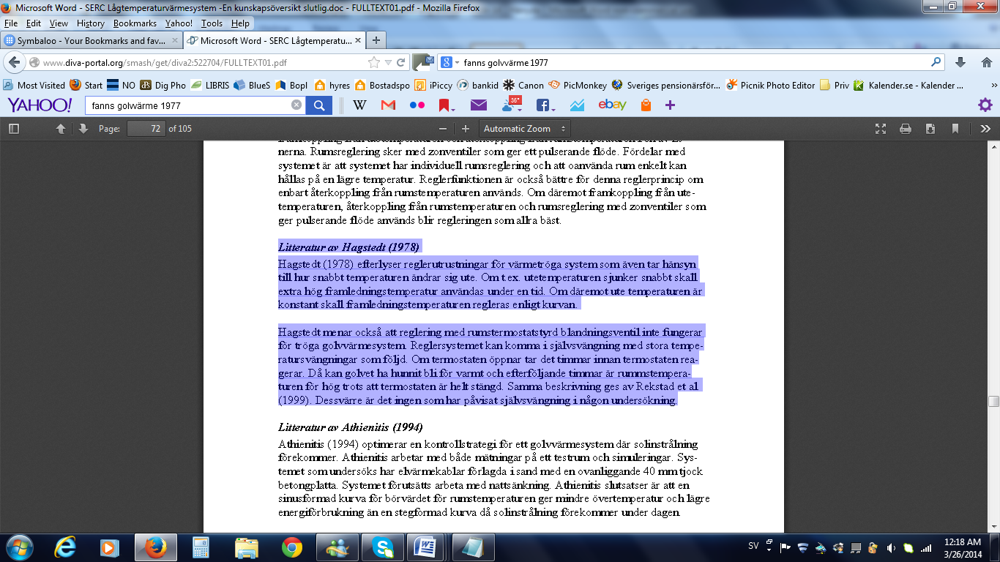 Microsoft Word - SERC Lågtemperaturvärmesystem -En kunskapsöversikt slutlig.doc - FULLTEXT01.pdf - Mozilla Firefox
File Edit View History Bookmarks Yahoo! Tools Help
Symbaloo - Your Bookmarks and fav... Microsoft Word - SERC Lågtemperatu...
www.diva-portal.org/smash/get/diva2:522704/FULLTEXT01.pdf fanns golvvärme 1977
Most Visited Start NO Dig Pho LIBRIS BlueS Bopl hyres Bostadspo iPiccy bankid Canon PicMonkey Sveriges pensionärsför... Picnik Photo Editor Priv Kalender.se - Kalender ...
YAHOO! fanns golwärme 1977 W 36° ebay
Page: 72 of 105 Automatic Zoom
nerna. Rumsreglering sker med zonventiler som ger ett pulserande flöde. Fördelar med
systemet är att systemet har individuell rumsreglering och att oanvända rum enkelt kan
hållas på en lägre temperatur. Reglerfunktionen är också bättre för denna reglerprincip om
enbart återkoppling från rumstemperaturen används. Om däremot framkoppling från ute-
temperaturen, återkoppling från rumstemperaturen och rumsreglering med zonventiler som
ger pulserande flöde används blir regleringen som allra bäst.
Litteratur av Hagstedt (1978)
Hagstedt (1978) efterlyser reglerutrustningar för värmetröga system som även tar hänsyn
till hur snabbt temperaturen ändrar sig ute. Om t.ex. utetemperaturen sjunker snabbt skall
extra hög framledningstemperatur användas under en tid. Om däremot ute temperaturen är
konstant skall framledningstemperaturen regleras enligt kurvan.
Hagstedt menar också att reglering med rumstermostatstyrd blandningsventil inte fungerar
för tröga golvvärmesystem. Reglersystemet kan komma i självsvängning med stora tempe-
ratursvängningar som följd. Om termostaten öppnar tar det timmar innan termostaten rea-
gerar. Då kan golvet ha hunnit bli för varmt och efterföljande timmar är rummstempera-
turen för hög trots att termostaten är helt stängd. Samma beskrivning ges av Rekstad et al
(1999). Dessvärre är det ingen som har påvisat självsvängning i någon undersökning.
Litteratur av Athienitis (1994)
Athienitis (1994) optimerar en kontrollstrategi för ett golvvärmesystem där solinstrålning
förekommer. Athienitis arbetar med både mätningar på ett testrum och simuleringar. Sys-
temet som undersöks har elvärmekablar förlagda i sand med en ovanliggande 40 mm tjock
betongplatta. Systemet förutsätts arbeta med nattsänkning. Athienitis slutsatser är att en
sinusformad kurva för börvärdet för rumstemperaturen ger mindre övertemperatur och lägre
energiförbrukning än en stegformad kurva då solinstrålning förekommer under dagen.
SV 12:18 AM
3/26/2014